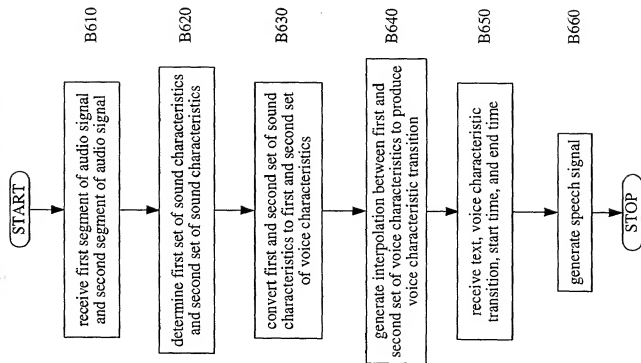 START
receive first segment of audio signal
and second segment of audio signal
B610
determine first set of sound characteristics
and second set of sound characteristics
B620
convert first and second set of sound
characteristics to first and second set
of voice characteristics
B630
generate interpolation between first and
second set of voice characteristics to produce
voice characteristic transition
B640
receive text, voice characteristic
transition, start time, and end time
B650
generate speech signal
B660
STOP